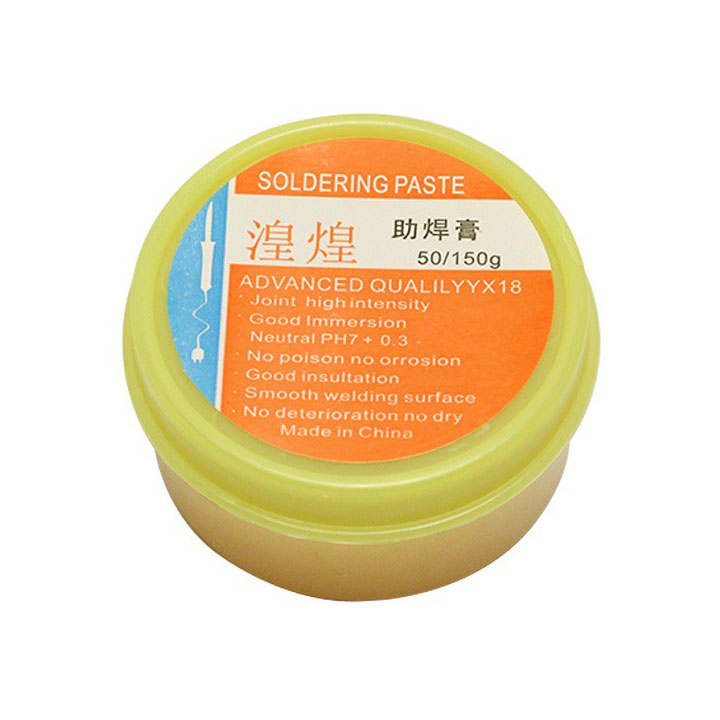 SOLDERING PASTE
湟煌 助焊膏
50/150g
ADVANCED QUALILYYX18
· Joint high intensity
· Good Immersion
Neutral PH7 + 0.3 ·
· No poison no orrosion
· Good insultation
· Smooth welding surface
· No deterioration no dry
Made in China